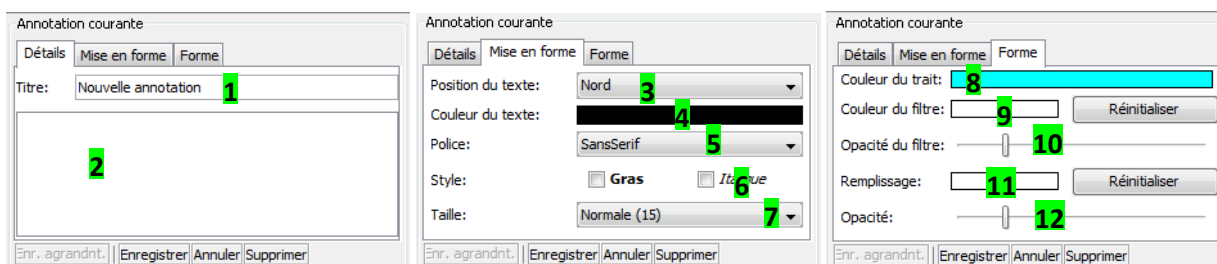 Annotation courante
Détails Mise en forme Forme
Titre: Nouvelle annotation 1
2
Enr. agrandnt. Enregistrer Annuler Supprimer
Annotation courante
Détails Mise en forme Forme
Position du texte: Nord 3
Couleur du texte: 4
Police: SansSerif 5
Style: Gras Italique 6
Taille: Normale (15) 7
Enr. agrandnt. Enregistrer Annuler Supprimer
Annotation courante
Détails Mise en forme Forme
Couleur du trait: 8
Couleur du filtre: 9 Réinitialiser
Opacité du filtre: 10
Remplissage: 11 Réinitialiser
Opacité: 12
Enr. agrandnt. Enregistrer Annuler Supprimer